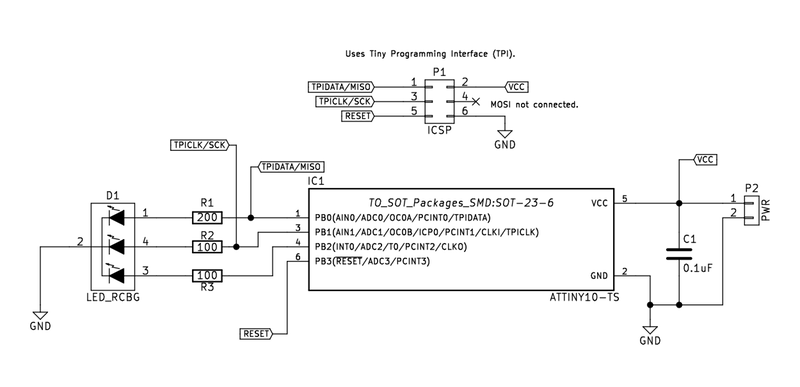 Uses Tiny Programming Interface (TPI).
P1
TPIDATA/MISO 1 2 VCC
TPICLK/SCK 3 4 MOSI not connected.
RESET 5 6
ICSP
GND
TPICLK/SCK
TPIDATA/MISO
VCC
IC1
D1
R1
P2
TO_SOT_Packages_SMD:SOT-23-6
1 200 1 PB0(AIN0/ADC0/OC0A/PCINT0/TPIDATA) VCC 5 1
2 PWR
R2
3 PB1(AIN1/ADC1/OC0B/ICP0/PCINT1/CLKI/TPICLK)
2 4 100 4 PB2(INT0/ADC2/T0/PCINT2/CLKO)
C1
6 PB3(RESET/ADC3/PCINT3)
0.1uF
3 100 GND 2
R3
LED_RCBG
ATTINY10-TS
GND
RESET
GND